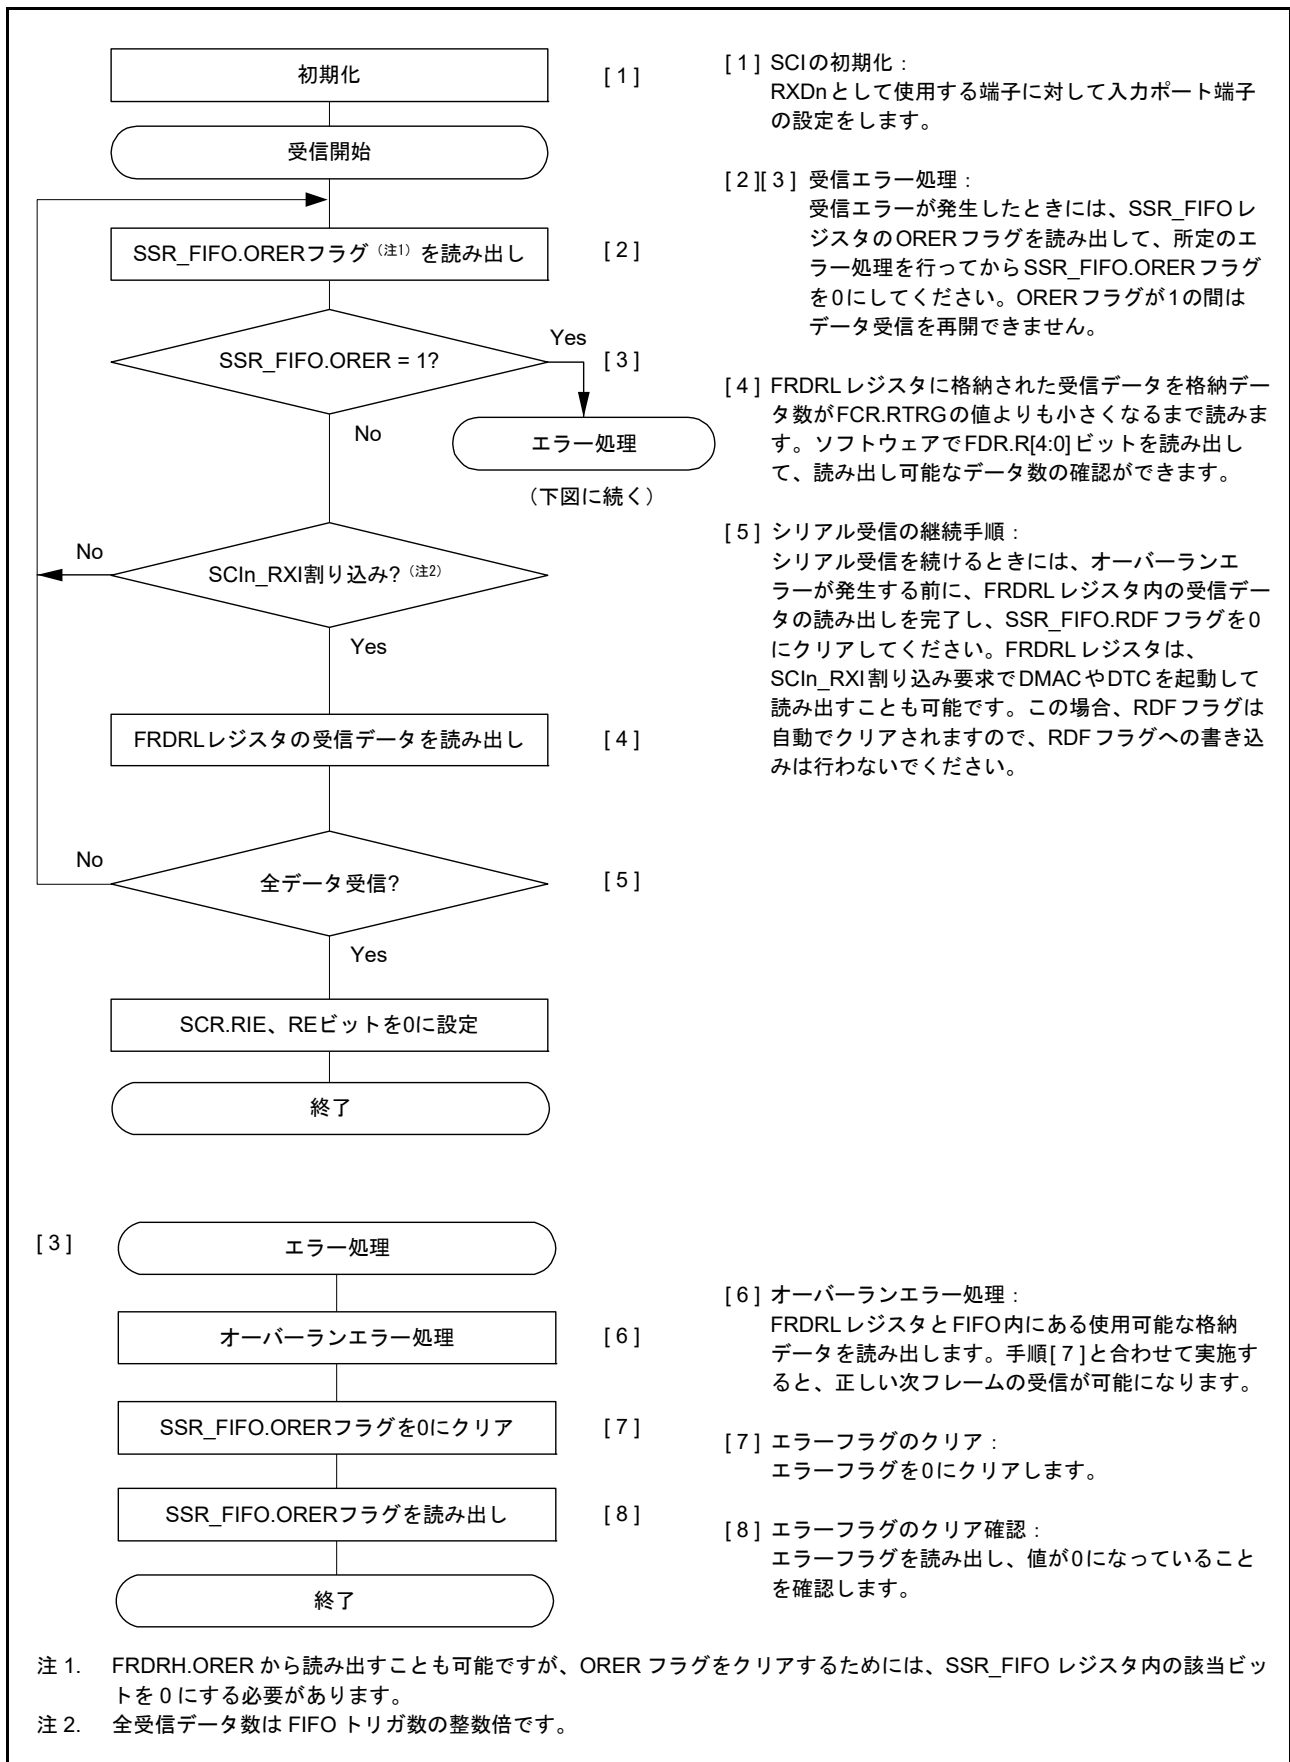 初期化
[ 1 ]
受信開始
SSR_FIFO.ORERフラグ（注1）を読み出し
[ 2 ]
SSR_FIFO.ORER = 1?
Yes
[ 3 ]
No
エラー処理
（下図に続く）
SCIn_RXI割り込み?（注2）
No
Yes
FRDRLレジスタの受信データを読み出し
[ 4 ]
全データ受信?
No
[ 5 ]
Yes
SCR.RIE、REビットを0に設定
終了
[ 1 ] SCIの初期化：
RXDnとして使用する端子に対して入力ポート端子
の設定をします。
[ 2 ][ 3 ] 受信エラー処理：
受信エラーが発生したときには、SSR_FIFOレ
ジスタのORERフラグを読み出して、所定のエ
ラー処理を行ってからSSR_FIFO.ORERフラグ
を0にしてください。ORERフラグが1の間は
データ受信を再開できません。
[ 4 ] FRDRLレジスタに格納された受信データを格納デー
タ数がFCR.RTRGの値よりも小さくなるまで読みま
す。ソフトウェアでFDR.R[4:0]ビットを読み出し
て、読み出し可能なデータ数の確認ができます。
[ 5 ] シリアル受信の継続手順：
シリアル受信を続けるときには、オーバーランエ
ラーが発生する前に、FRDRLレジスタ内の受信デー
タの読み出しを完了し、SSR_FIFO.RDFフラグを0
にクリアしてください。FRDRLレジスタは、
SCIn_RXI割り込み要求でDMACやDTCを起動して
読み出すことも可能です。この場合、RDFフラグは
自動でクリアされますので、RDFフラグへの書き込
みは行わないでください。
[ 3 ]
エラー処理
オーバーランエラー処理
[ 6 ]
SSR_FIFO.ORERフラグを0にクリア
[ 7 ]
SSR_FIFO.ORERフラグを読み出し
[ 8 ]
終了
[ 6 ] オーバーランエラー処理：
FRDRLレジスタとFIFO内にある使用可能な格納
データを読み出します。手順[ 7 ]と合わせて実施す
ると、正しい次フレームの受信が可能になります。
[ 7 ] エラーフラグのクリア：
エラーフラグを0にクリアします。
[ 8 ] エラーフラグのクリア確認：
エラーフラグを読み出し、値が0になっていること
を確認します。
注 1. FRDRH.ORER から読み出すことも可能ですが、ORER フラグをクリアするためには、SSR_FIFO レジスタ内の該当ビッ
トを 0 にする必要があります。
注 2. 全受信データ数は FIFO トリガ数の整数倍です。